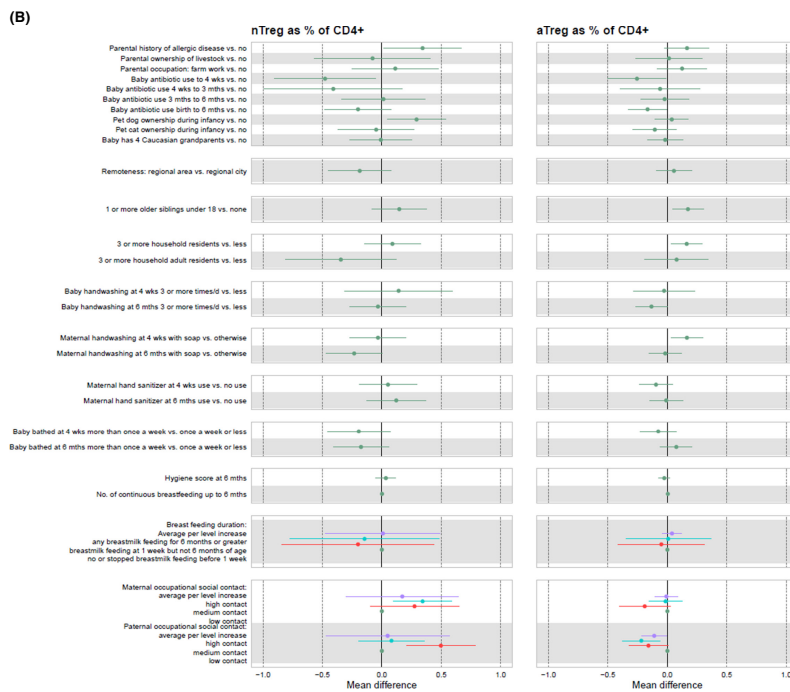 (B)
nTreg as % of CD4+
aTreg as % of CD4+
Parental history of allergic disease vs. no
Parental ownership of livestock vs. no
Parental occupation: farm work vs. no
Baby antibiotic use to 4 wks vs. no
Baby antibiotic use 4 wks to 3 mths vs. no
Baby antibiotic use 3 mths to 6 mths vs. no
Baby antibiotic use birth to 6 mths vs. no
Pet dog ownership during infancy vs. no
Pet cat ownership during infancy vs. no
Baby has 4 Caucasian grandparents vs. no
Remoteness: regional area vs. regional city
1 or more older siblings under 18 vs. none
3 or more household residents vs. less
3 or more household adult residents vs. less
Baby handwashing at 4 wks 3 or more times/d vs. less
Baby handwashing at 6 mths 3 or more times/d vs. less
Maternal handwashing at 4 wks with soap vs. otherwise
Maternal handwashing at 6 mths with soap vs. otherwise
Maternal hand sanitizer at 4 wks use vs. no use
Maternal hand sanitizer at 6 mths use vs. no use
Baby bathed at 4 wks more than once a week vs. once a week or less
Baby bathed at 6 mths more than once a week vs. once a week or less
Hygiene score at 6 mths
No. of continuous breastfeeding up to 6 mths
Breast feeding duration:
Average per level increase
any breastmilk feeding for 6 months or greater
breastmilk feeding at 1 week but not 6 months of age
no or stopped breastmilk feeding before 1 week
Maternal occupational social contact:
average per level increase
high contact
medium contact
low contact
Paternal occupational social contact:
average per level increase
high contact
medium contact
low contact
−1.0 −0.5 0.0 0.5 1.0
−1.0 −0.5 0.0 0.5 1.0
Mean difference
Mean difference